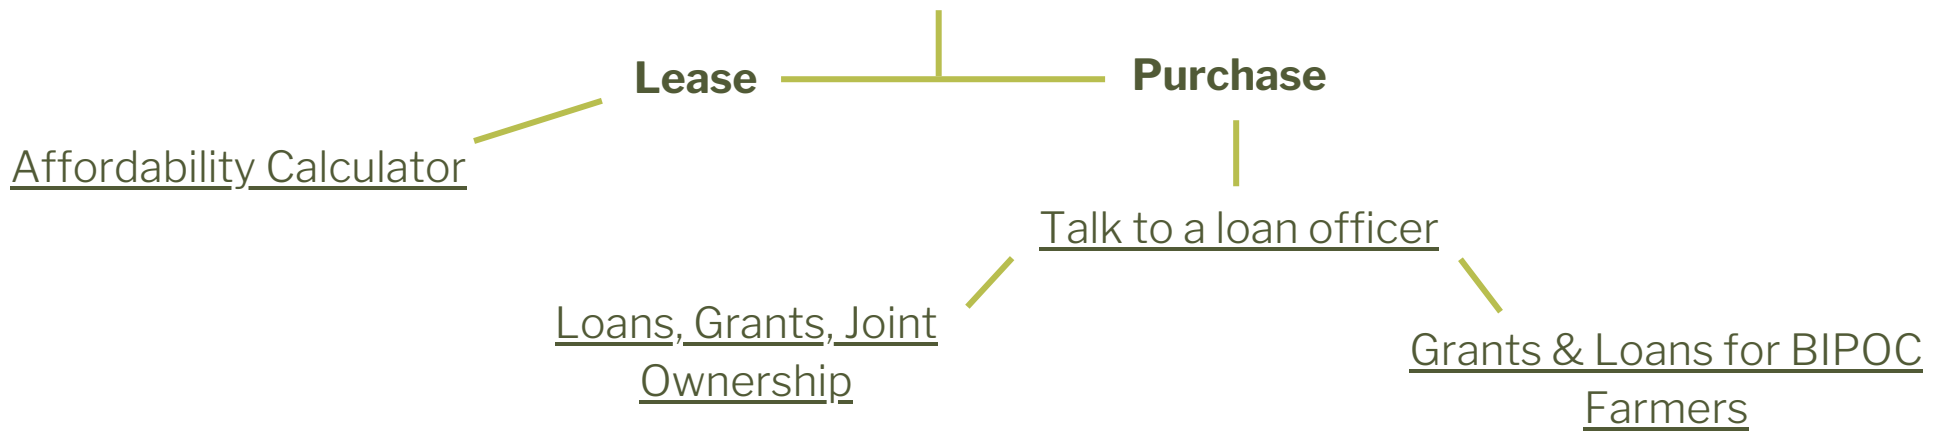 Lease
Purchase
Affordability Calculator
Talk to a loan officer
Loans, Grants, Joint
Ownership
Grants & Loans for BIPOC
Farmers